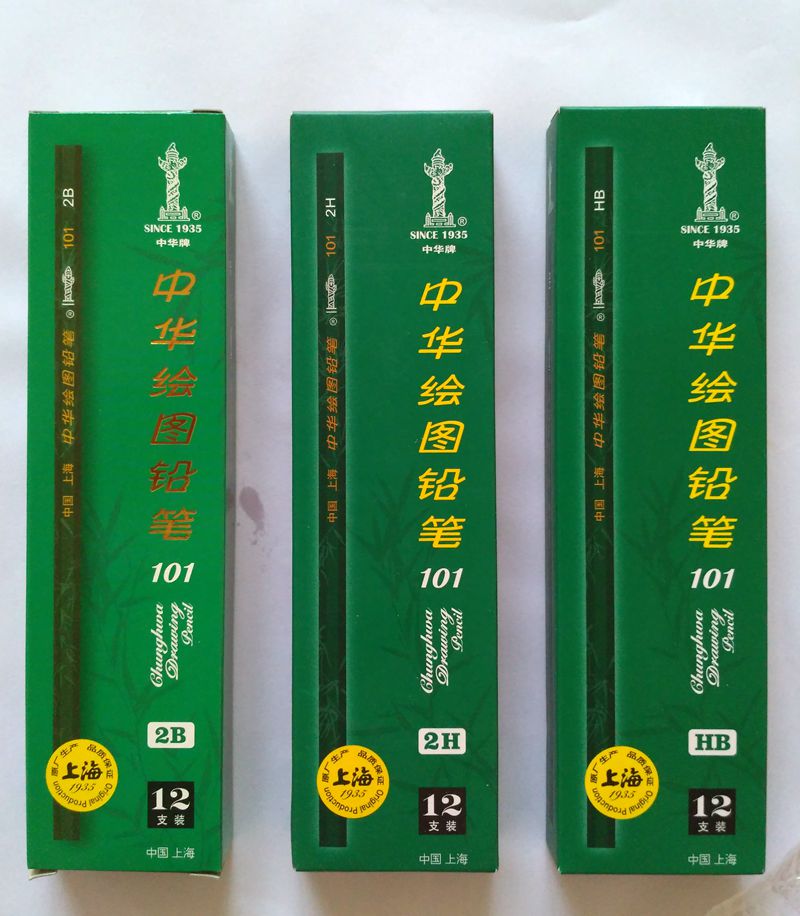 2B
101
®
中华绘图铅笔
中国 上海
®
SINCE 1935
中华牌
中华绘图铅笔
101
Chunghwa
Drawing
Pencil
2B
原厂生产 品质保证
上海
1935
Original Production
12
支装
中国 上海
2H
101
®
中华绘图铅笔
中国 上海
®
SINCE 1935
中华牌
中华绘图铅笔
101
Chunghwa
Drawing
Pencil
2H
原厂生产 品质保证
上海
1935
Original Production
12
支装
中国 上海
HB
101
®
中华绘图铅笔
中国 上海
®
SINCE 1935
中华牌
中华绘图铅笔
101
Chunghwa
Drawing
Pencil
HB
原厂生产 品质保证
上海
1935
Original Production
12
支装
中国 上海